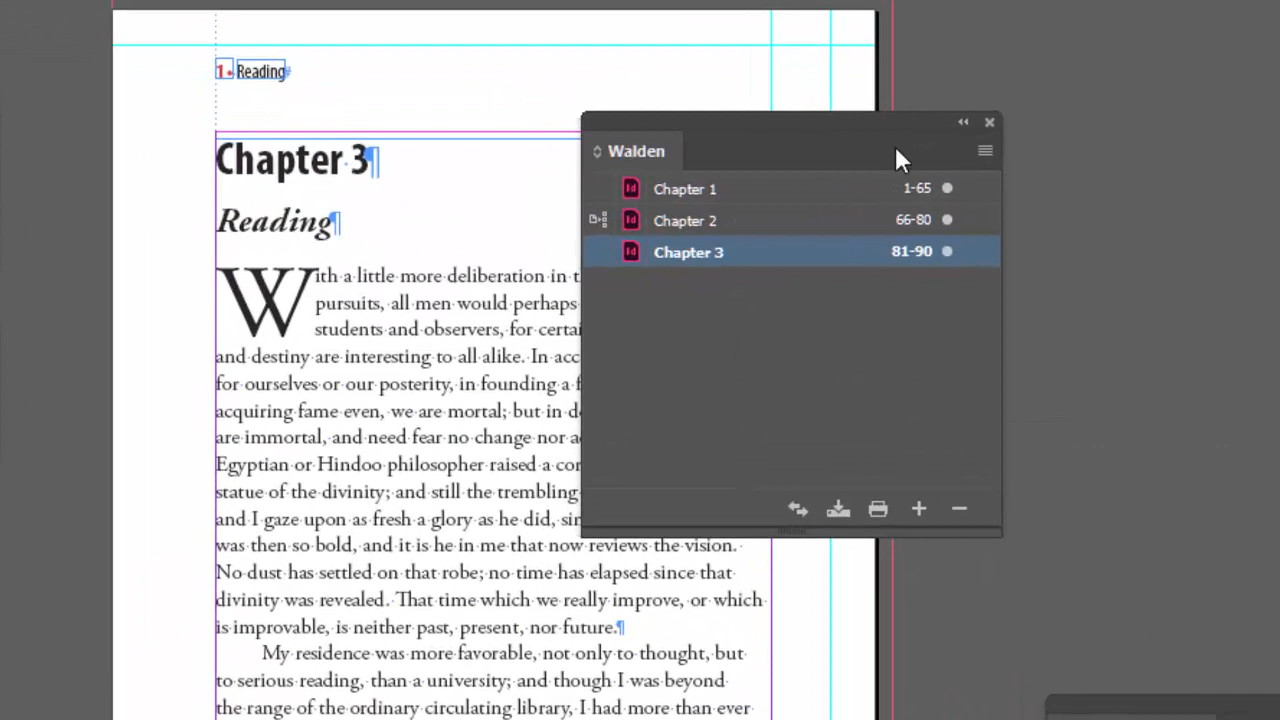 1 Reading
Chapter 3¶
Reading¶
With a little more deliberation in t
pursuits, all men would perhaps
students and observers, for certai
and destiny are interesting to all alike. In acc
for ourselves or our posterity, in founding a f
acquiring fame even, we are mortal; but in de
are immortal, and need fear no change nor a
Egyptian or Hindoo philosopher raised a cor
statue of the divinity; and still the trembling
and I gaze upon as fresh a glory as he did, sin
was then so bold, and it is he in me that now reviews the vision.
No dust has settled on that robe; no time has elapsed since that
divinity was revealed. That time which we really improve, or which
is improvable, is neither past, present, nor future.¶
My residence was more favorable, not only to thought, but
to serious reading, than a university; and though I was beyond
the range of the ordinary circulating library, I had more than ever
Walden
Id Chapter 1 1-65
Id Chapter 2 66-80
Id Chapter 3 81-90